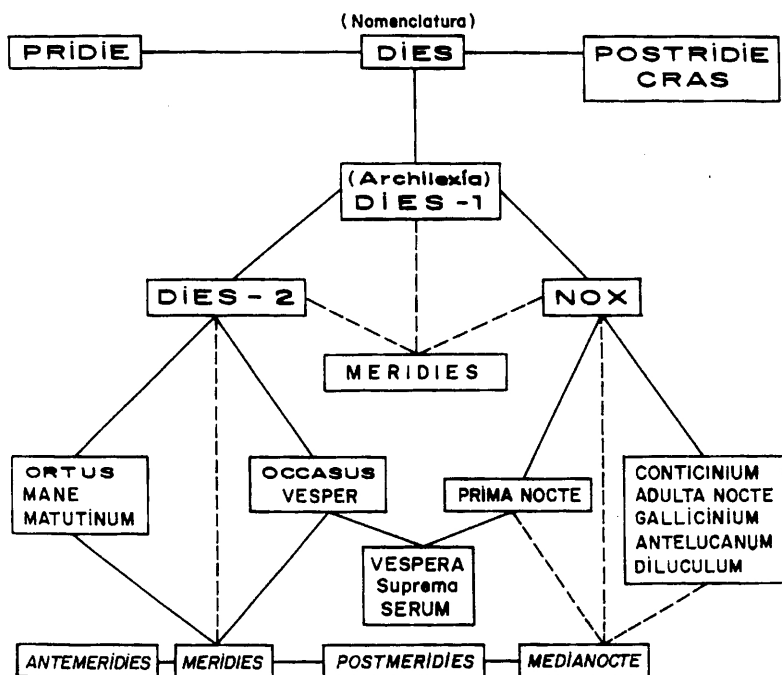 (Nomenclatura)
PRIDIE
DIES
POSTRIDIE
CRAS
(Archilexía)
DIES -1
DIES - 2
NOX
MERIDIES
ORTUS
MANE
MATUTINUM
OCCASUS
VESPER
PRIMA NOCTE
CONTICINIUM
ADULTA NOCTE
GALLICINIUM
ANTELUCANUM
DILUCULUM
VESPERA
Suprema
SERUM
ANTEMERIDIES
MERIDIES
POSTMERIDIES
MEDIANOCTE